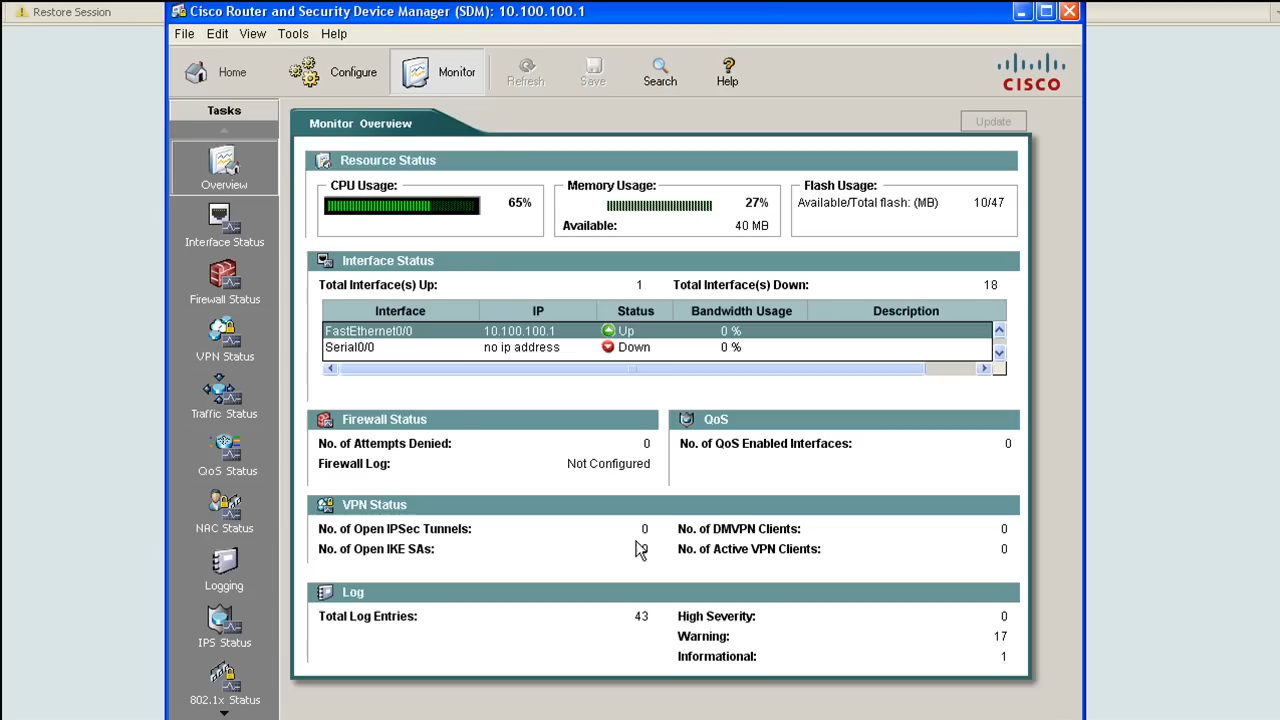 Restore Session
Cisco Router and Security Device Manager (SDM): 10.100.100.1
File Edit View Tools Help
Home Configure Monitor Refresh Save Search Help
CISCO
Tasks
Overview
Interface Status
Firewall Status
VPN Status
Traffic Status
QoS Status
NAC Status
Logging
IPS Status
802.1x Status
Monitor Overview Update
Resource Status
CPU Usage: Memory Usage: Flash Usage:
65% 27% Available/Total flash: (MB) 10/47
Available: 40 MB
Interface Status
Total Interface(s) Up: 1 Total Interface(s) Down: 18
Interface IP Status Bandwidth Usage Description
FastEthernet0/0 10.100.100.1 Up 0 %
Serial0/0 no ip address Down 0 %
Firewall Status QoS
No. of Attempts Denied: 0 No. of QoS Enabled Interfaces: 0
Firewall Log: Not Configured
VPN Status
No. of Open IPSec Tunnels: 0 No. of DMVPN Clients: 0
No. of Open IKE SAs: No. of Active VPN Clients: 0
Log
Total Log Entries: 43 High Severity: 0
Warning: 17
Informational: 1